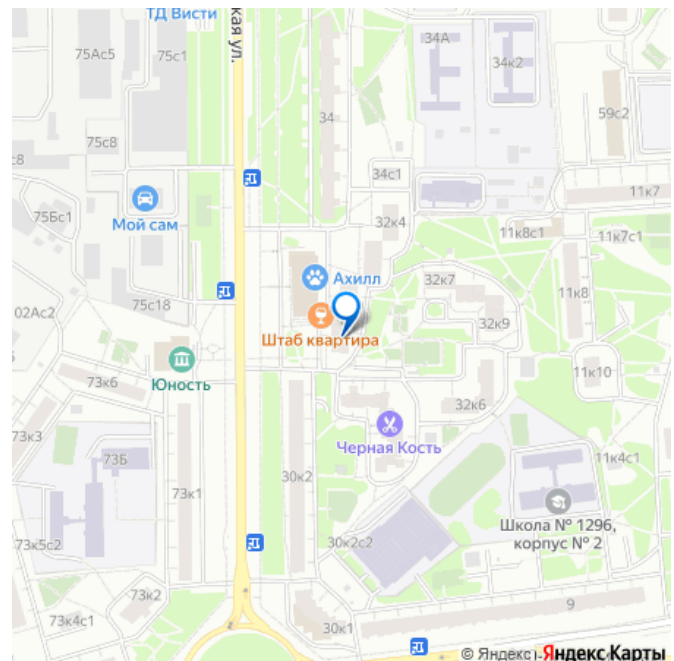 ТД Висти
кая ул.
34А
75Ас5
75с1
34к2
59с2
34
75с8
с8
34с1
11к7
75Бс1
Мой сам
32к4
11к8с1
11к7с1
Ахилл
32к7
11к8
75с18
02Ас2
Штаб квартира
32к9
Юность
73к6
11к10
32к6
73к3
Черная Кость
73Б
30к2
11к4с1
73к1
Школа № 1296,
корпус № 2
73к5с2
30к2с2
73к2
9
73к4с1
30к1
© Яндекс
Яндекс Карты